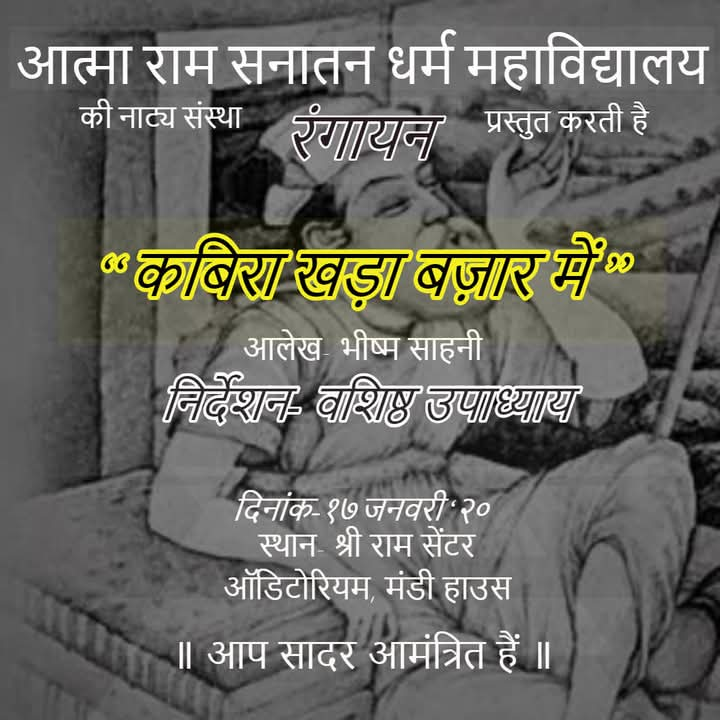 आत्मा राम सनातन धर्म महाविद्यालय
की नाट्य संस्था रंगायन प्रस्तुत करती है
“कबिरा खड़ा बज़ार में”
आलेख- भीष्म साहनी
निर्देशन- वशिष्ठ उपाध्याय
दिनांक-१७ जनवरी‘२०
स्थान- श्री राम सेंटर
ऑडिटोरियम, मंडी हाउस
॥ आप सादर आमंत्रित हैं ॥